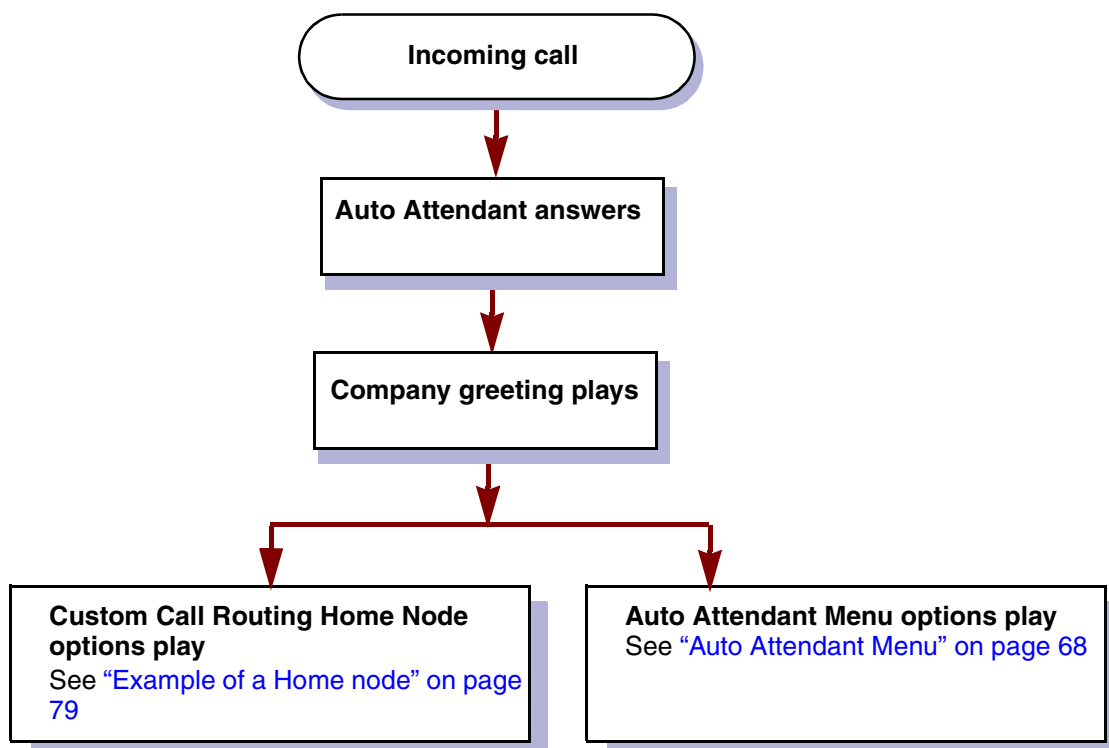 Incoming call
Auto Attendant answers
Company greeting plays
Custom Call Routing Home Node
options play
See “Example of a Home node” on page
79
Auto Attendant Menu options play
See “Auto Attendant Menu” on page 68